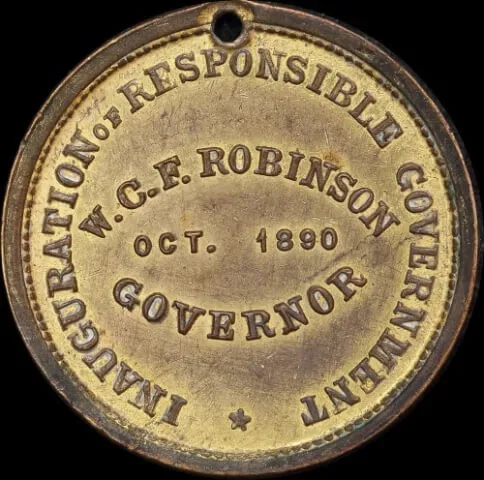 INAUGURATION OF RESPONSIBLE GOVERNMENT
W.C.F. ROBINSON
OCT. 1890
GOVERNOR